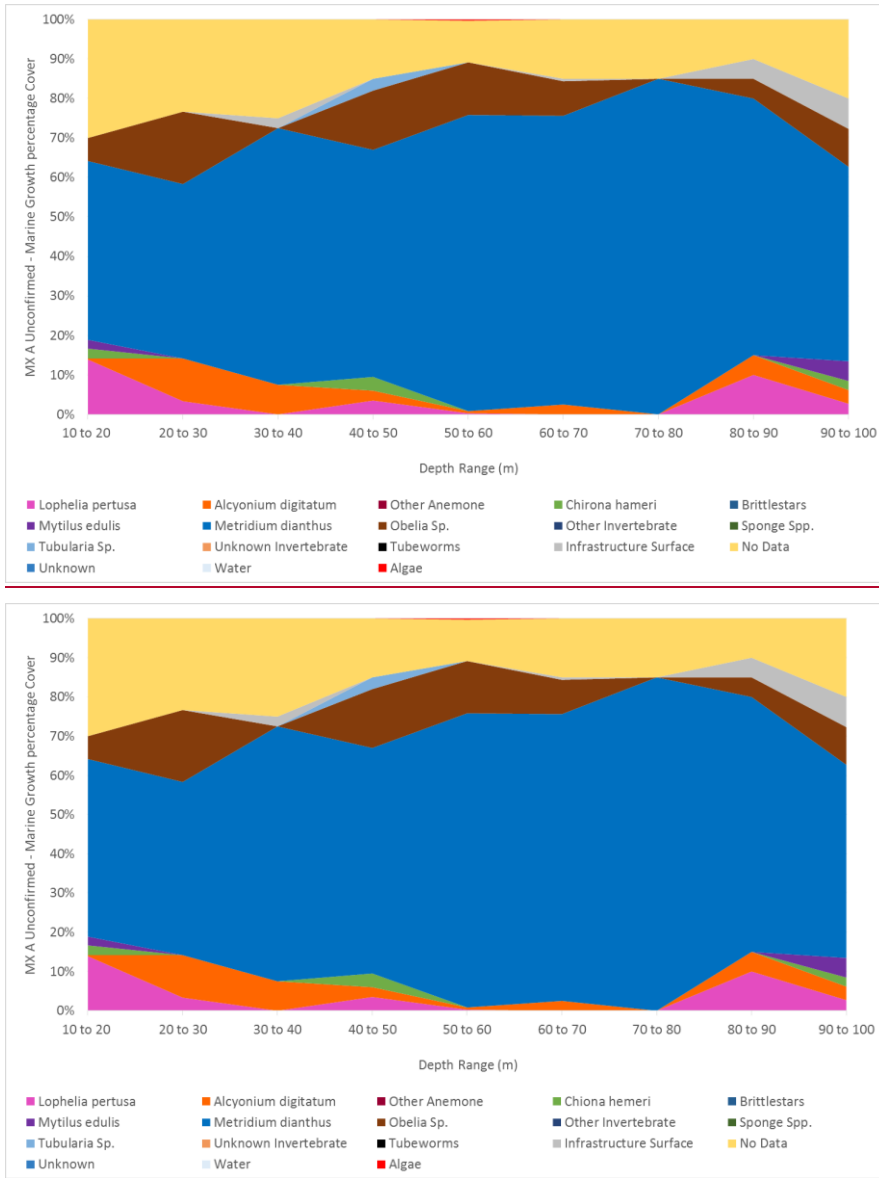 100%
90%
80%
70%
60%
50%
40%
30%
20%
10%
0%
MX A Unconfirmed - Marine Growth percentage Cover
10 to 20 20 to 30 30 to 40 40 to 50 50 to 60 60 to 70 70 to 80 80 to 90 90 to 100
Depth Range (m)
Lophelia pertusa Alcyonium digitatum Other Anemone Chirona hameri Brittlestars
Mytilus edulis Metridium dianthus Obelia Sp. Other Invertebrate Sponge Spp.
Tubularia Sp. Unknown Invertebrate Tubeworms Infrastructure Surface No Data
Unknown Water Algae
100%
90%
80%
70%
60%
50%
40%
30%
20%
10%
0%
MX A Unconfirmed - Marine Growth percentage Cover
10 to 20 20 to 30 30 to 40 40 to 50 50 to 60 60 to 70 70 to 80 80 to 90 90 to 100
Depth Range (m)
Lophelia pertusa Alcyonium digitatum Other Anemone Chiona hemeri Brittlestars
Mytilus edulis Metridium dianthus Obelia Sp. Other Invertebrate Sponge Spp.
Tubularia Sp. Unknown Invertebrate Tubeworms Infrastructure Surface No Data
Unknown Water Algae